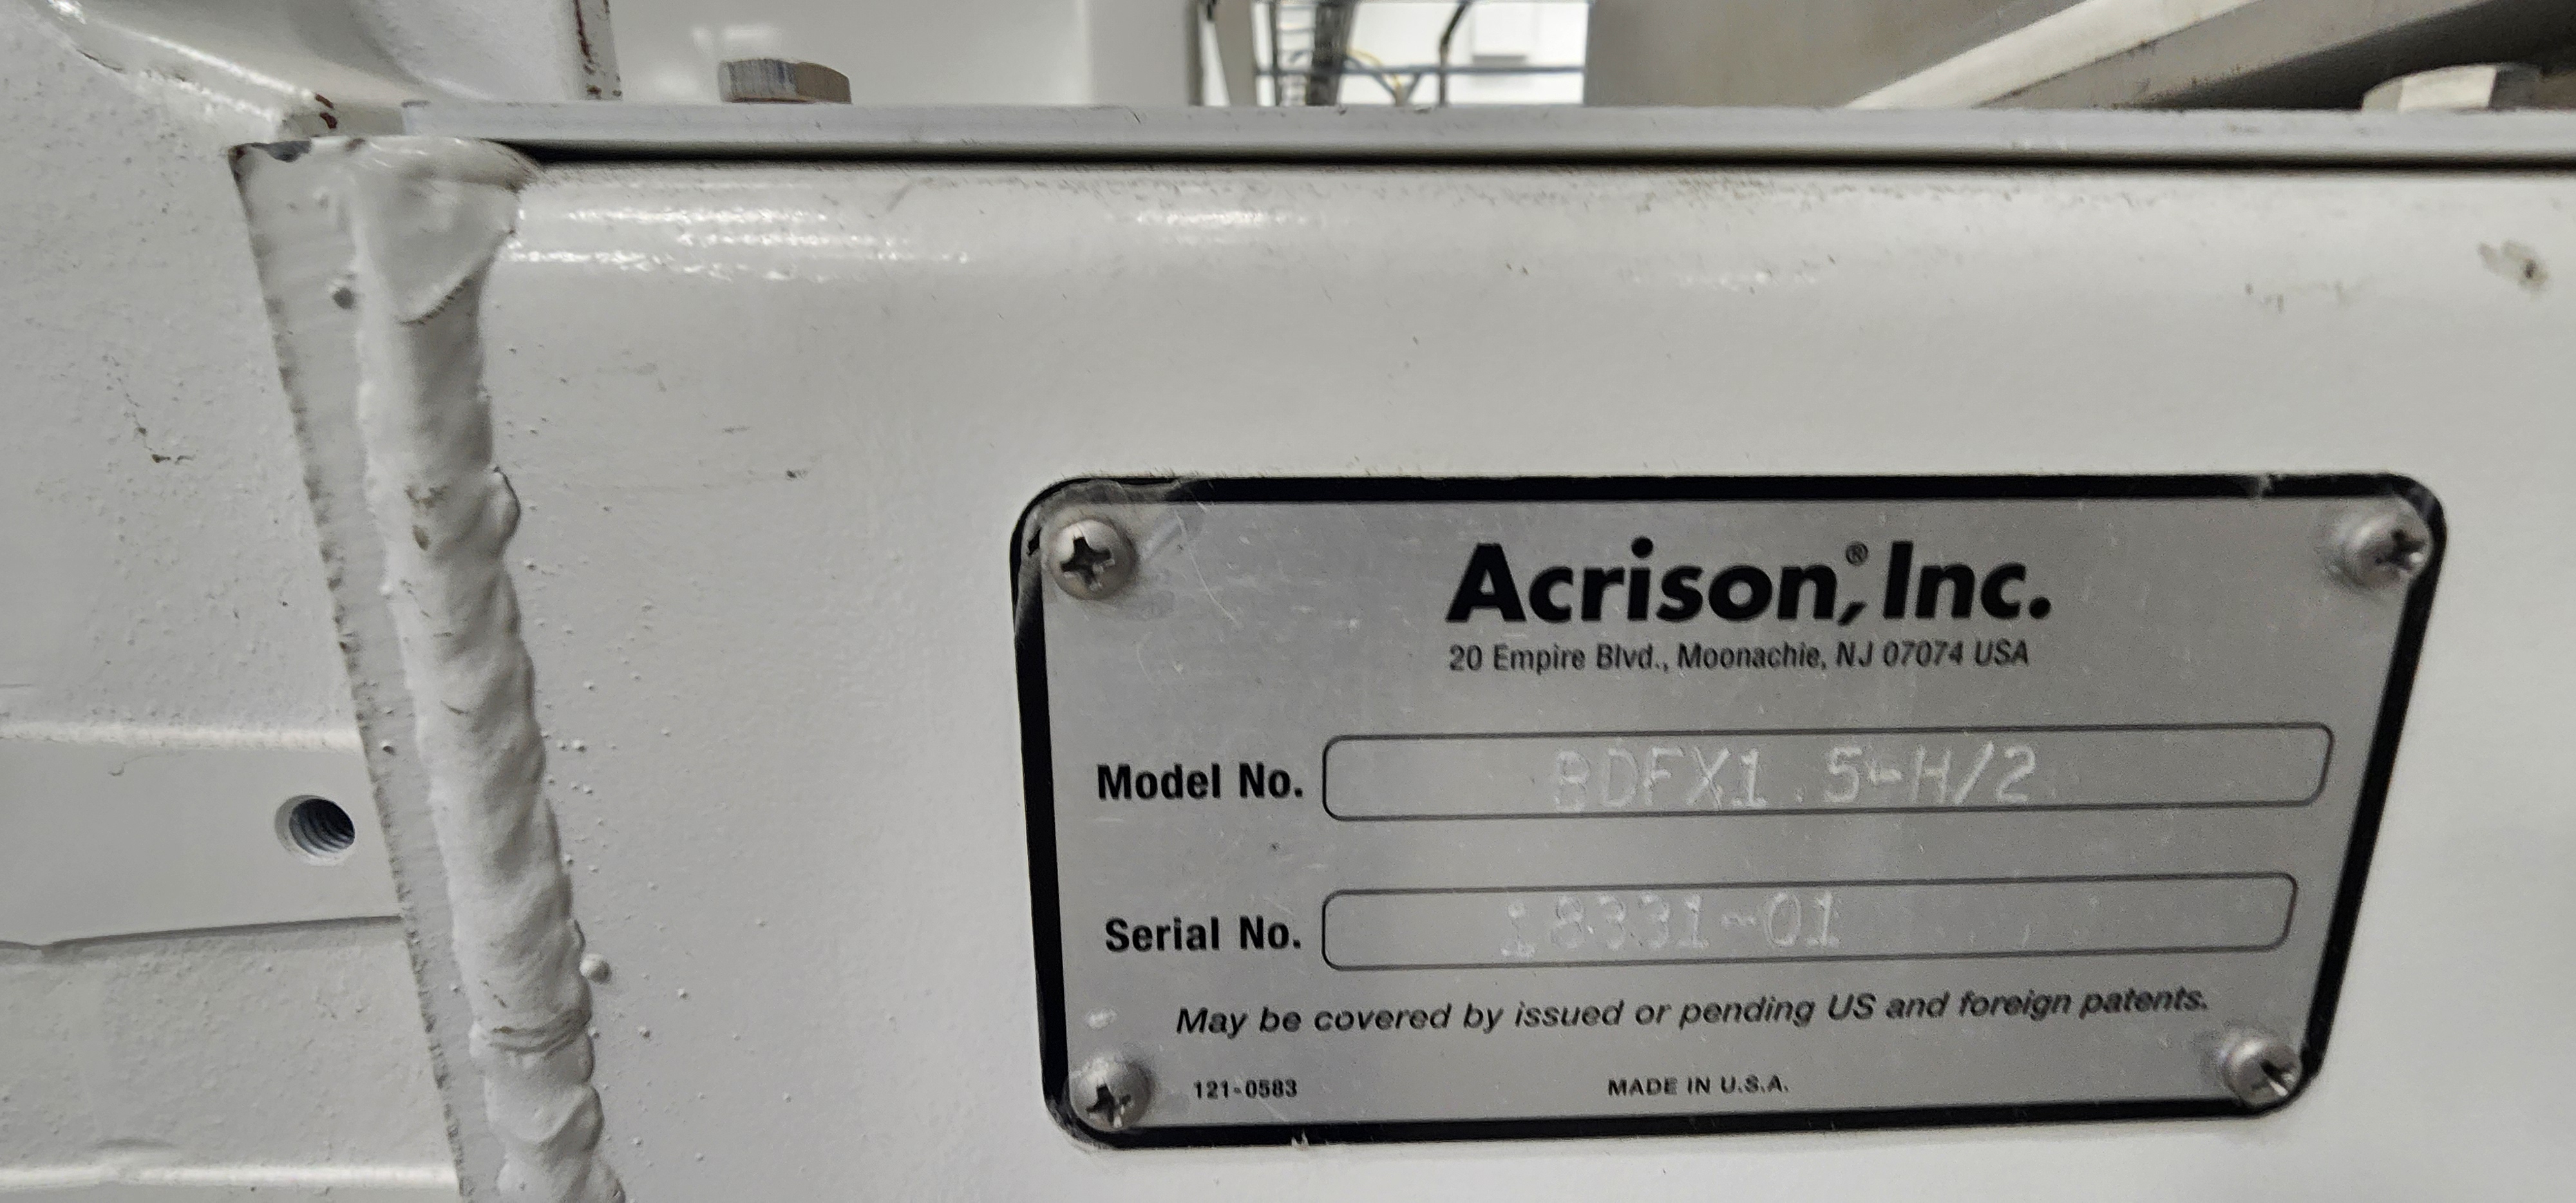 Acrison,® Inc.
20 Empire Blvd., Moonachie, NJ 07074 USA
Model No. BDFX1.5-H/2
Serial No. 18331-01
May be covered by issued or pending US and foreign patents.
121-0583 MADE IN U.S.A.